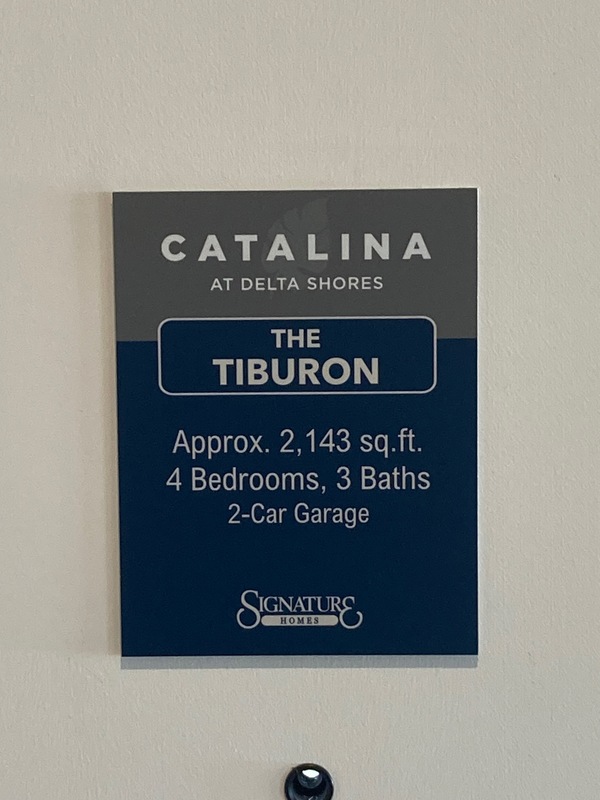 CATALINA
AT DELTA SHORES
THE
TIBURON
Approx. 2,143 sq.ft.
4 Bedrooms, 3 Baths
2-Car Garage
SIGNATURE
HOMES